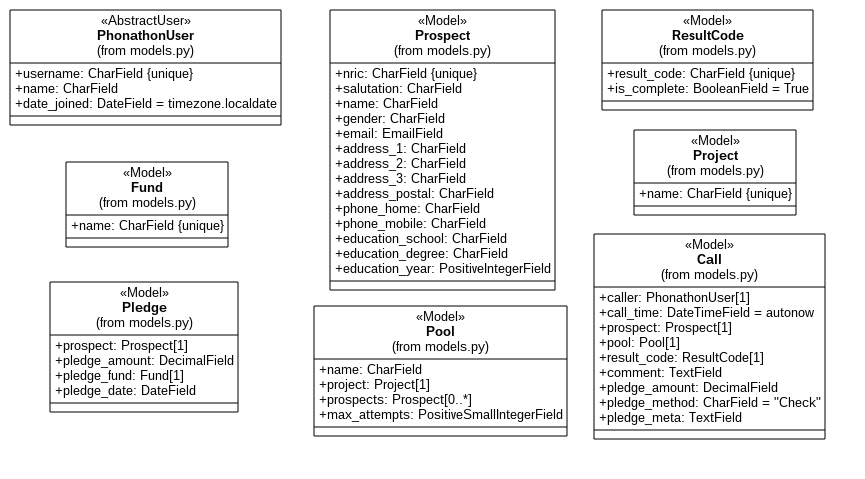 «AbstractUser»
PhonathonUser
(from models.py)
+username: CharField {unique}
+name: CharField
+date_joined: DateField = timezone.localdate
«Model»
Fund
(from models.py)
+name: CharField {unique}
«Model»
Pledge
(from models.py)
+prospect: Prospect[1]
+pledge_amount: DecimalField
+pledge_fund: Fund[1]
+pledge_date: DateField
«Model»
Prospect
(from models.py)
+nric: CharField {unique}
+salutation: CharField
+name: CharField
+gender: CharField
+email: EmailField
+address_1: CharField
+address_2: CharField
+address_3: CharField
+address_postal: CharField
+phone_home: CharField
+phone_mobile: CharField
+education_school: CharField
+education_degree: CharField
+education_year: PositiveIntegerField
«Model»
Pool
(from models.py)
+name: CharField
+project: Project[1]
+prospects: Prospect[0..*]
+max_attempts: PositiveSmallIntegerField
«Model»
ResultCode
(from models.py)
+result_code: CharField {unique}
+is_complete: BooleanField = True
«Model»
Project
(from models.py)
+name: CharField {unique}
«Model»
Call
(from models.py)
+caller: PhonathonUser[1]
+call_time: DateTimeField = autonow
+prospect: Prospect[1]
+pool: Pool[1]
+result_code: ResultCode[1]
+comment: TextField
+pledge_amount: DecimalField
+pledge_method: CharField = "Check"
+pledge_meta: TextField